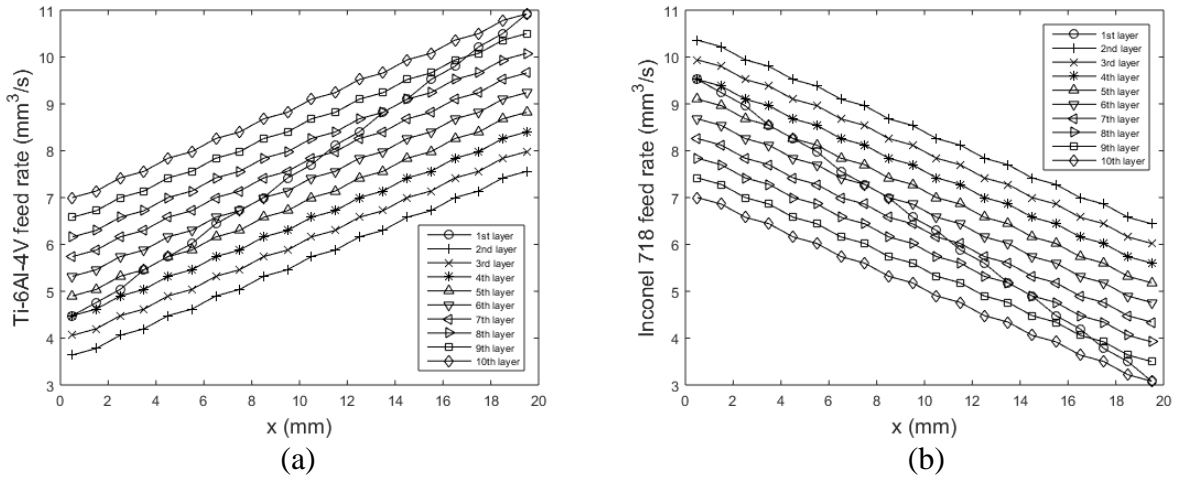 11
10
9
8
7
6
5
4
3
Ti-6Al-4V feed rate (mm3/s)
0 2 4 6 8 10 12 14 16 18 20
x (mm)
1st layer
2nd layer
3rd layer
4th layer
5th layer
6th layer
7th layer
8th layer
9th layer
10th layer
(a)
11
10
9
8
7
6
5
4
3
Inconel 718 feed rate (mm3/s)
0 2 4 6 8 10 12 14 16 18 20
x (mm)
1st layer
2nd layer
3rd layer
4th layer
5th layer
6th layer
7th layer
8th layer
9th layer
10th layer
(b)